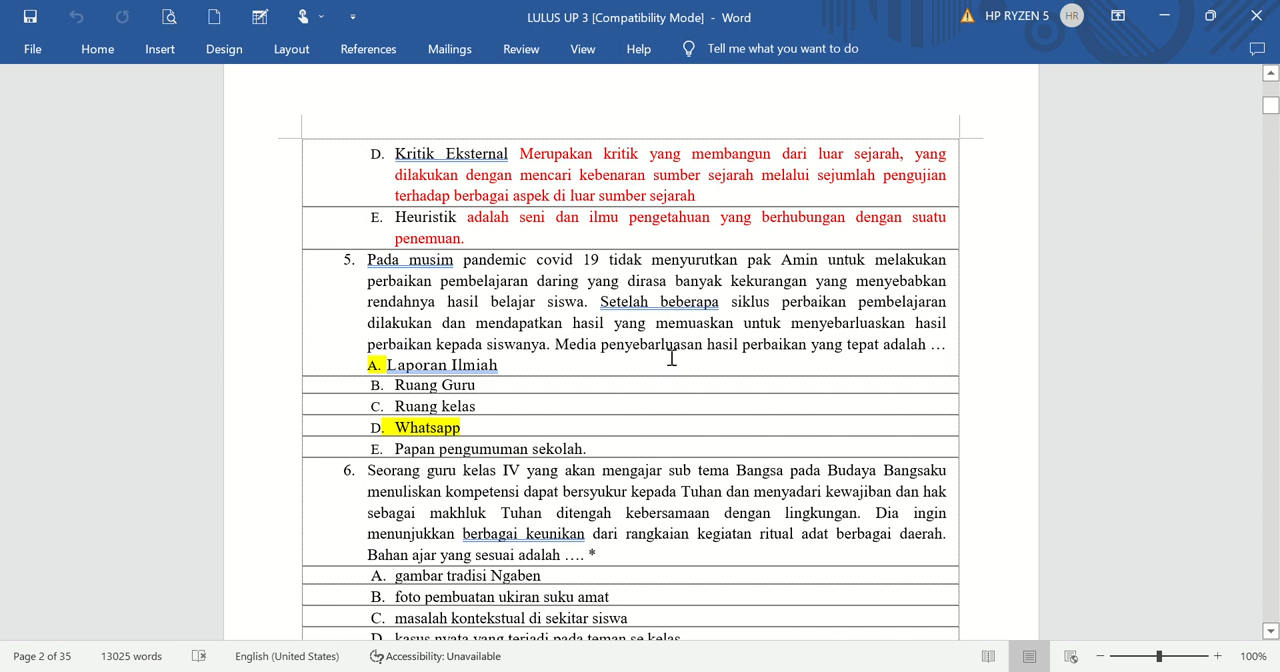 LULUS UP 3 [Compatibility Mode] - Word
HP RYZEN 5 HR
File Home Insert Design Layout References Mailings Review View Help Tell me what you want to do
D. Kritik Eksternal Merupakan kritik yang membangun dari luar sejarah, yang
dilakukan dengan mencari kebenaran sumber sejarah melalui sejumlah pengujian
terhadap berbagai aspek di luar sumber sejarah
E. Heuristik adalah seni dan ilmu pengetahuan yang berhubungan dengan suatu
penemuan.
5. Pada musim pandemic covid 19 tidak menyurutkan pak Amin untuk melakukan
perbaikan pembelajaran daring yang dirasa banyak kekurangan yang menyebabkan
rendahnya hasil belajar siswa. Setelah beberapa siklus perbaikan pembelajaran
dilakukan dan mendapatkan hasil yang memuaskan untuk menyebarluaskan hasil
perbaikan kepada siswanya. Media penyebarluasan hasil perbaikan yang tepat adalah …
A. Laporan Ilmiah
B. Ruang Guru
C. Ruang kelas
D. Whatsapp
E. Papan pengumuman sekolah.
6. Seorang guru kelas IV yang akan mengajar sub tema Bangsa pada Budaya Bangsaku
menuliskan kompetensi dapat bersyukur kepada Tuhan dan menyadari kewajiban dan hak
sebagai makhluk Tuhan ditengah kebersamaan dengan lingkungan. Dia ingin
menunjukkan berbagai keunikan dari rangkaian kegiatan ritual adat berbagai daerah.
Bahan ajar yang sesuai adalah …. *
A. gambar tradisi Ngaben
B. foto pembuatan ukiran suku amat
C. masalah kontekstual di sekitar siswa
D. kasus nyata yang terjadi pada teman se kelas
Page 2 of 35 13025 words English (United States) Accessibility: Unavailable 100%